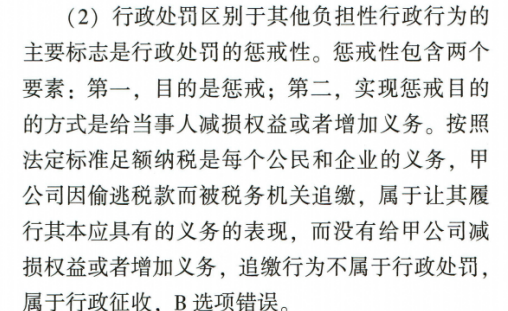 (2) 行政处罚区别于其他负担性行政行为的
主要标志是行政处罚的惩戒性。惩戒性包含两个
要素：第一，目的是惩戒；第二，实现惩戒目的
的方式是给当事人减损权益或者增加义务。按照
法定标准足额纳税是每个公民和企业的义务，甲
公司因偷逃税款而被税务机关追缴，属于让其履
行其本应具有的义务的表现，而没有给甲公司减
损权益或者增加义务，追缴行为不属于行政处罚，
属于行政征收，B 选项错误。